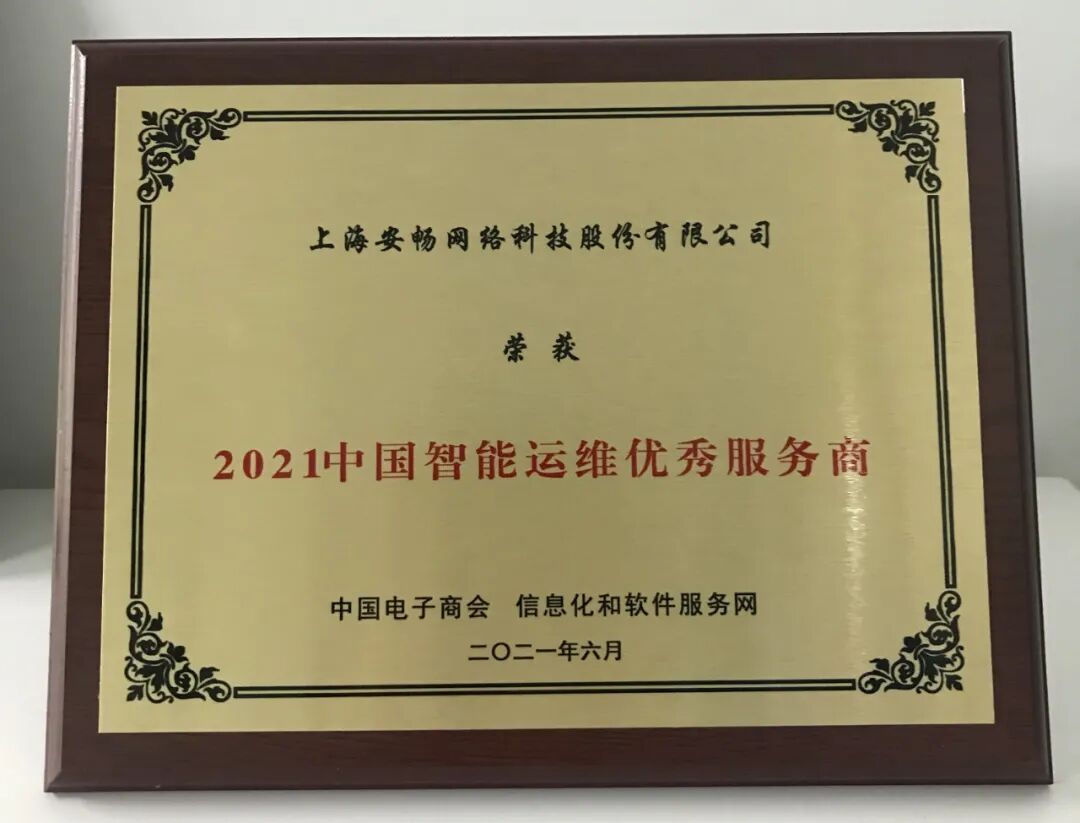 上海安畅网络科技股份有限公司
荣获
2021中国智能运维优秀服务商
中国电子商会 信息化和软件服务网
二〇二一年六月